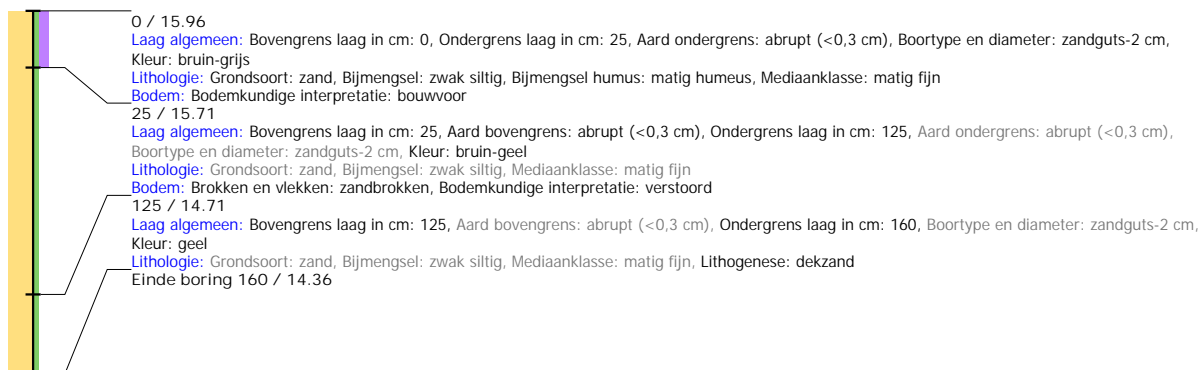 0 / 15.96
Laag algemeen: Bovengrens laag in cm: 0, Ondergrens laag in cm: 25, Aard ondergrens: abrupt (<0,3 cm), Boortype en diameter: zandguts-2 cm,
Kleur: bruin-grijs
Lithologie: Grondsoort: zand, Bijmengsel: zwak siltig, Bijmengsel humus: matig humeus, Mediaanklasse: matig fijn
Bodem: Bodemkundige interpretatie: bouwvoor
25 / 15.71
Laag algemeen: Bovengrens laag in cm: 25, Aard bovengrens: abrupt (<0,3 cm), Ondergrens laag in cm: 125, Aard ondergrens: abrupt (<0,3 cm),
Boortype en diameter: zandguts-2 cm, Kleur: bruin-geel
Lithologie: Grondsoort: zand, Bijmengsel: zwak siltig, Mediaanklasse: matig fijn
Bodem: Brokken en vlekken: zandbrokken, Bodemkundige interpretatie: verstoord
125 / 14.71
Laag algemeen: Bovengrens laag in cm: 125, Aard bovengrens: abrupt (<0,3 cm), Ondergrens laag in cm: 160, Boortype en diameter: zandguts-2 cm,
Kleur: geel
Lithologie: Grondsoort: zand, Bijmengsel: zwak siltig, Mediaanklasse: matig fijn, Lithogenese: dekzand
Einde boring 160 / 14.36